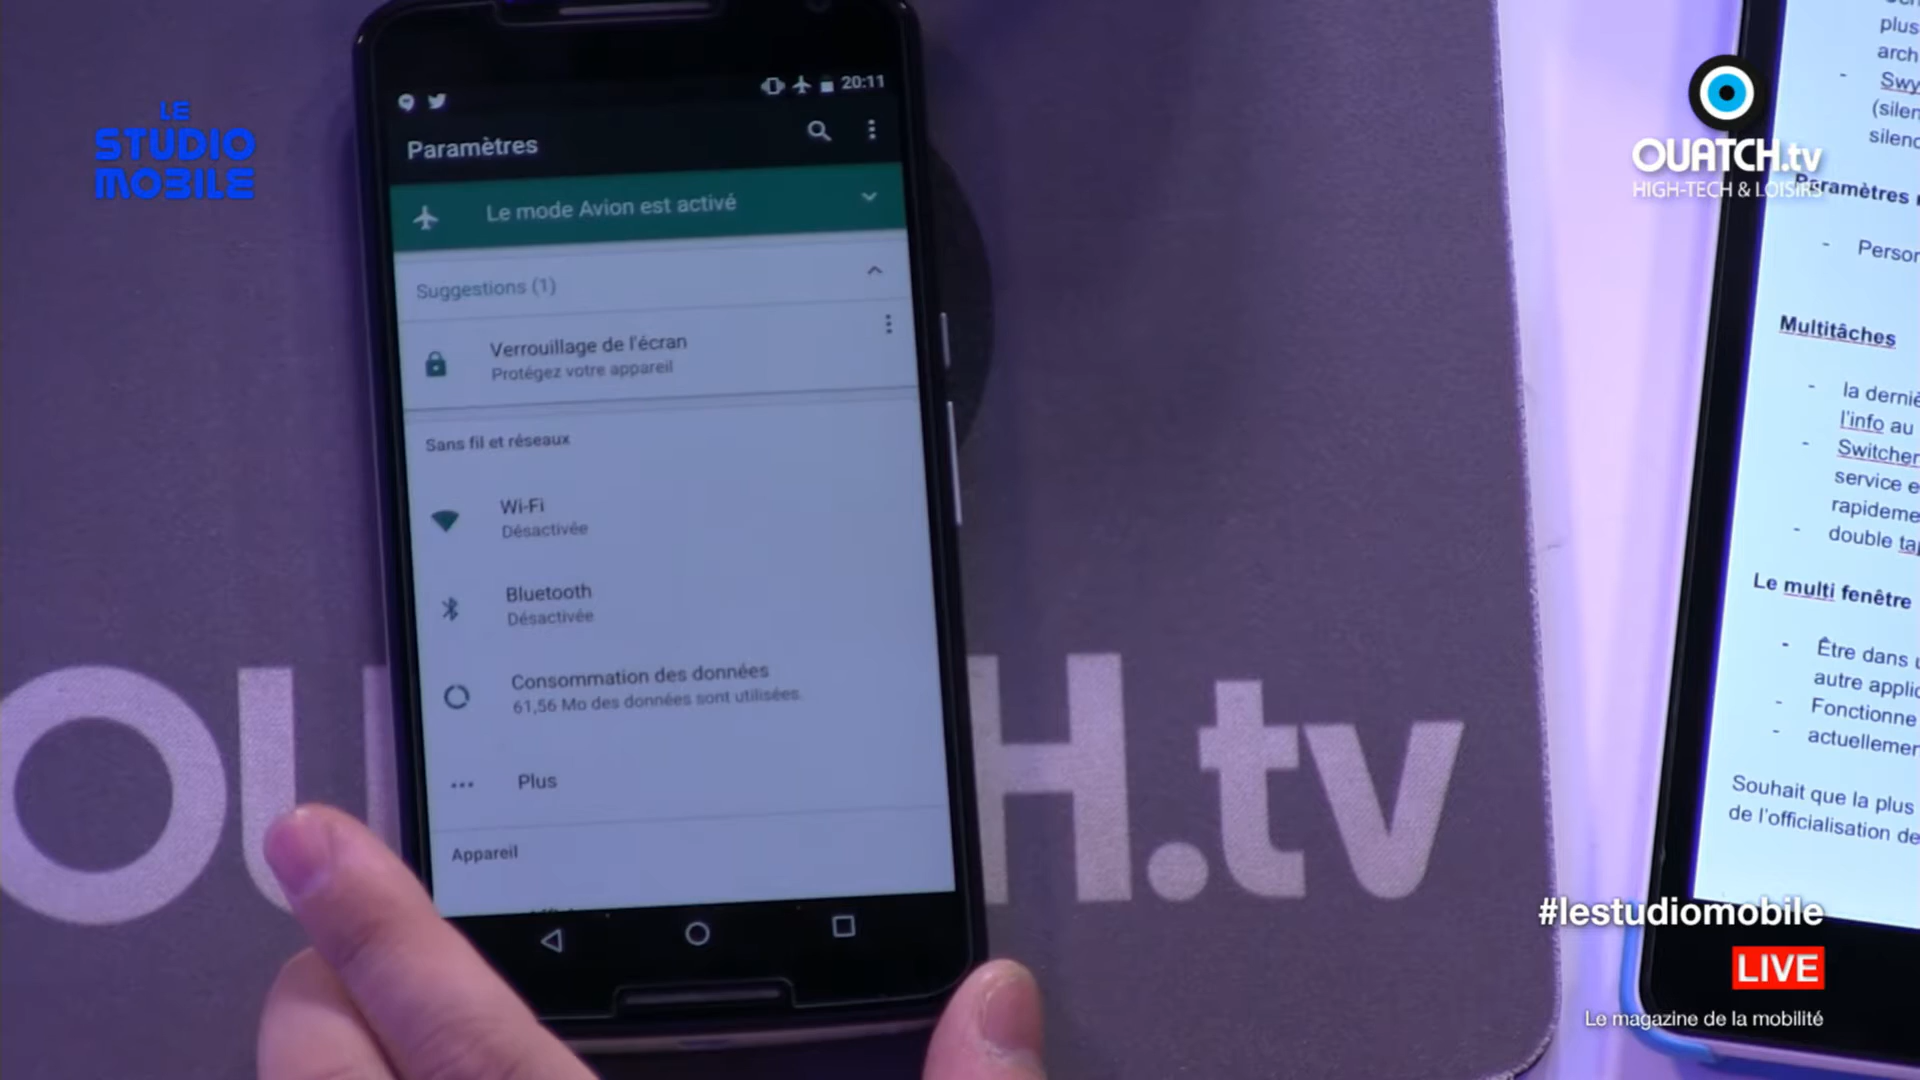 LE
STUDIO
MOBILE
20:11
Paramètres
Le mode Avion est activé
Suggestions (1)
Verrouillage de l'écran
Protégez votre appareil
Sans fil et réseaux
Wi-Fi
Désactivée
Bluetooth
Désactivée
Consommation des données
61,56 Mo des données sont utilisées.
Plus
Appareil
OU
H.tv
OUATCH.tv
HIGH-TECH & LOISIRS
plus
arch
- Swy
(silen
silenc
Paramètres
- Person
Multitâches
- la derniè
l'info au
- Switcher
service e
rapideme
- double tap
Le multi fenêtre
- Être dans u
autre applic
- Fonctionne
- actuellemen
Souhait que la plus
de l'officialisation de
#lestudiomobile
LIVE
Le magazine de la mobilité